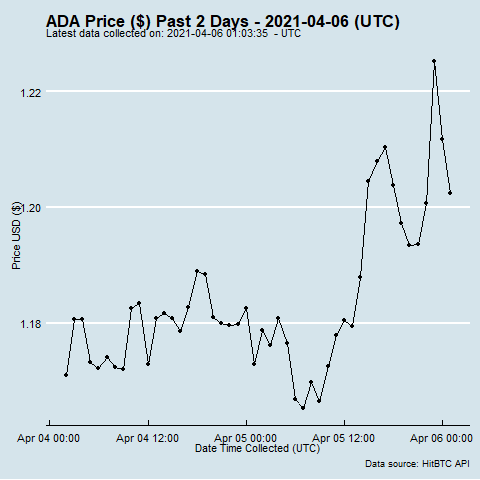 ADA Price ($) Past 2 Days - 2021-04-06 (UTC)
Latest data collected on: 2021-04-06 01:03:35 - UTC
1.22
1.20
1.18
Price USD ($)
Apr 04 00:00 Apr 04 12:00 Apr 05 00:00 Apr 05 12:00 Apr 06 00:00
Date Time Collected (UTC)
Data source: HitBTC API